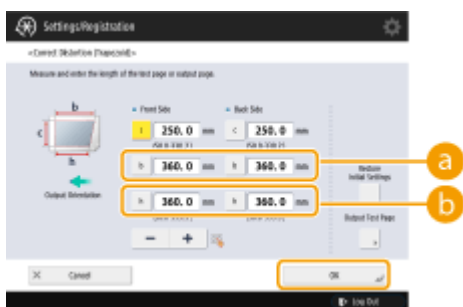 Settings/Registration
<Correct Distortion (Trapezoid)>
Measure and enter the length of the test page or output page.
Front Side
Back Side
250.0 mm
c 250.0 mm
b
c
b
b 360.0 mm
b 360.0 mm
a
Output Orientation
Restore
Initial Settings
b 360.0 mm
b 360.0 mm
b
Output Test Page
− +
× Cancel
OK
Log Out